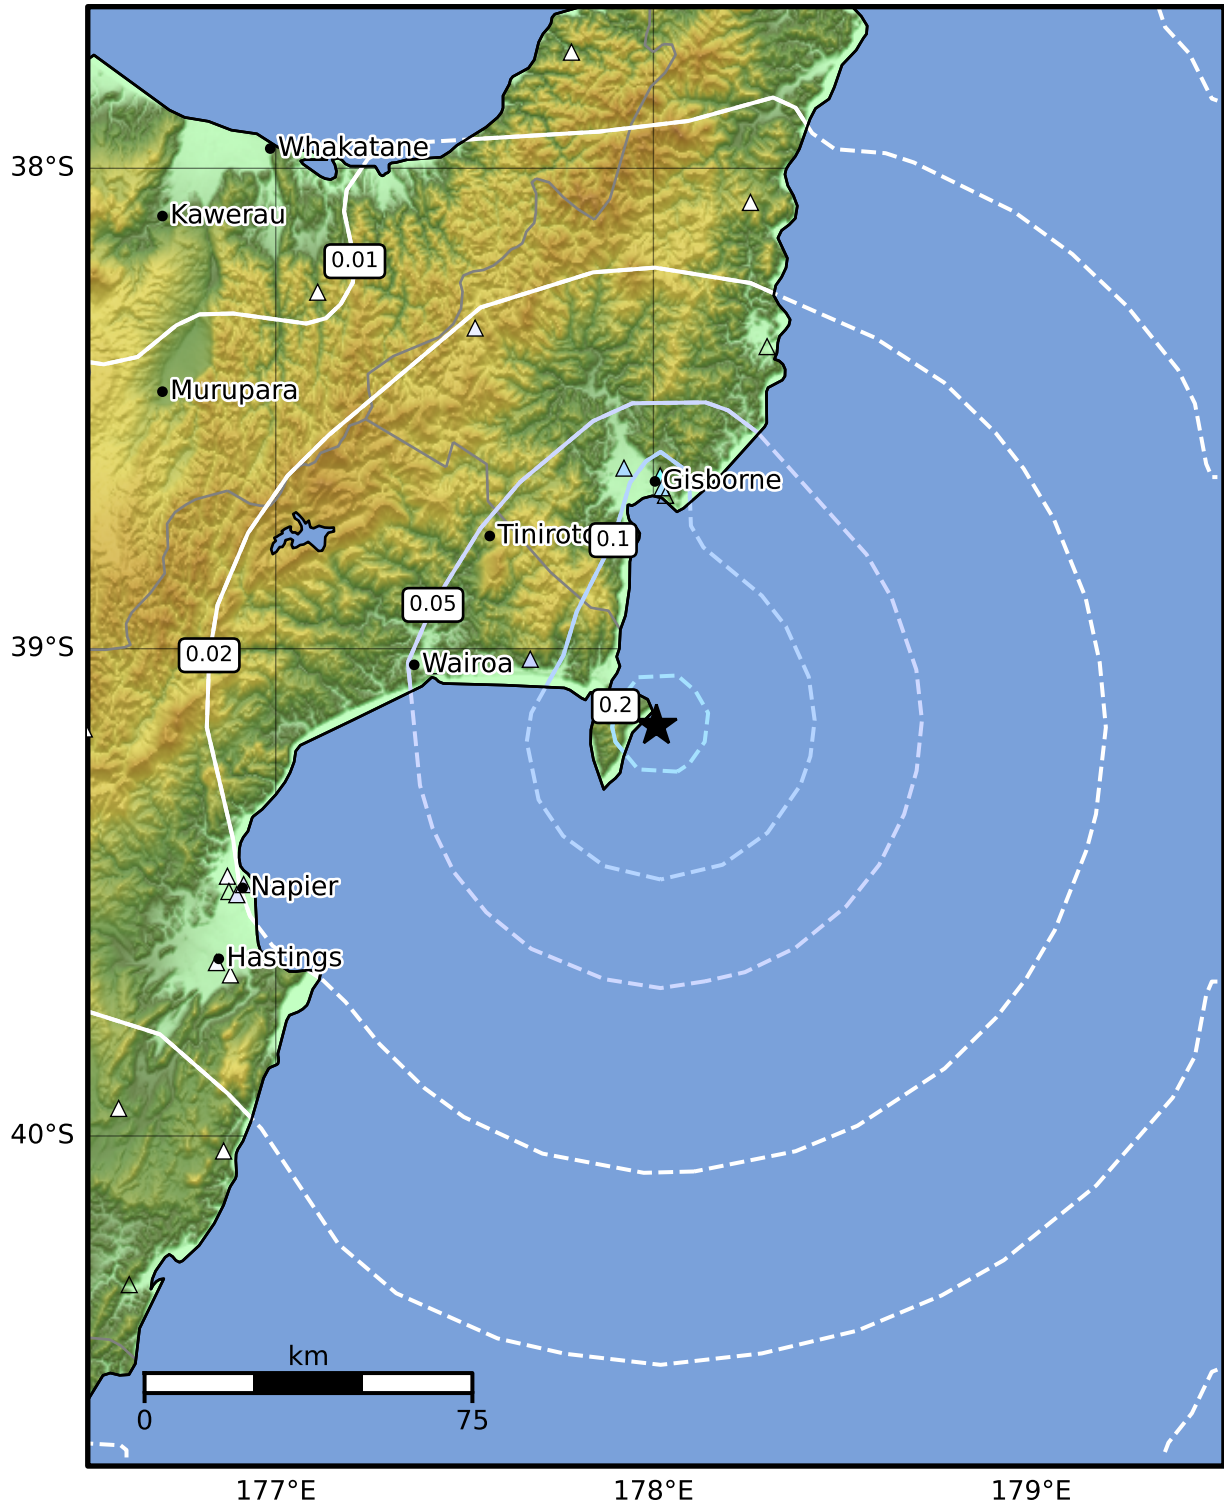 Whakatane
38°S
Kawerau
0.01
Murupara
Gisborne
Tiniroto
0.1
0.05
39°S
0.02
Wairoa
0.2
Napier
Hastings
40°S
km
0
75
177°E
178°E
179°E